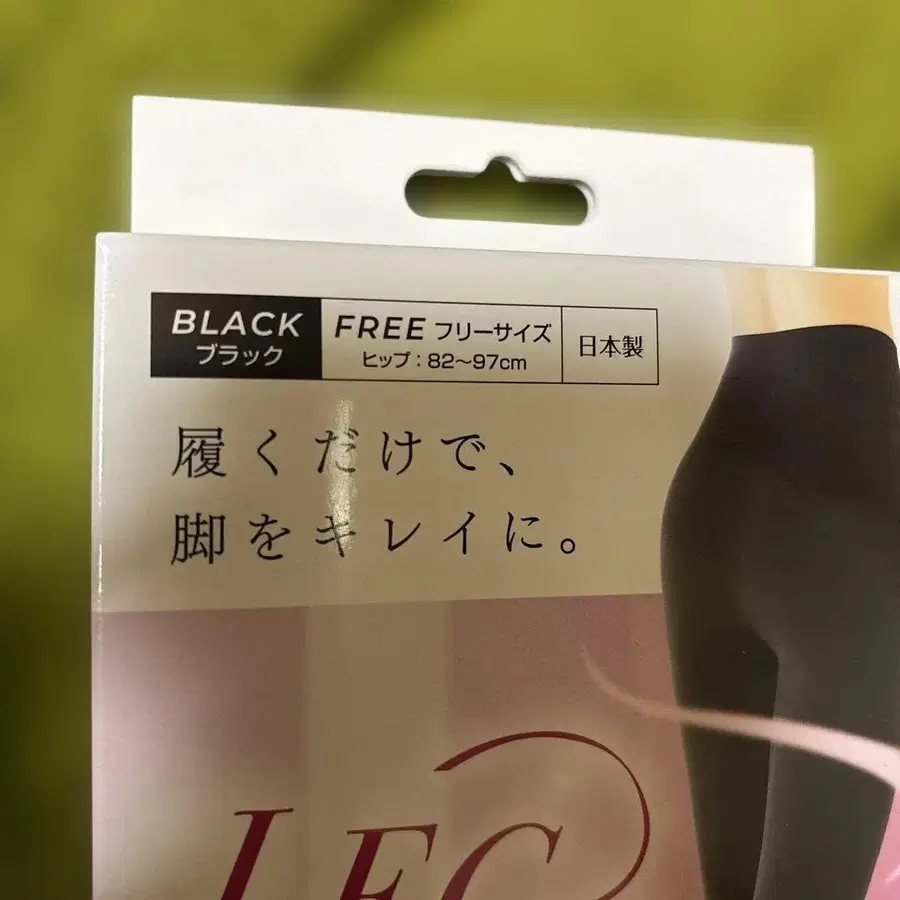 BLACK
ブラック
FREE フリーサイズ
ヒップ：82〜97cm
日本製
履くだけで、
脚をキレイに。